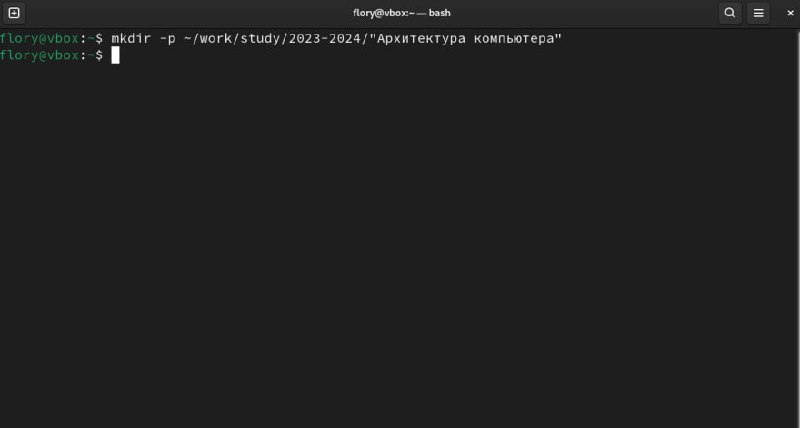 flory@vbox:~ — bash
flory@vbox:~$ mkdir -p ~/work/study/2023-2024/"Архитектура компьютера"
flory@vbox:~$